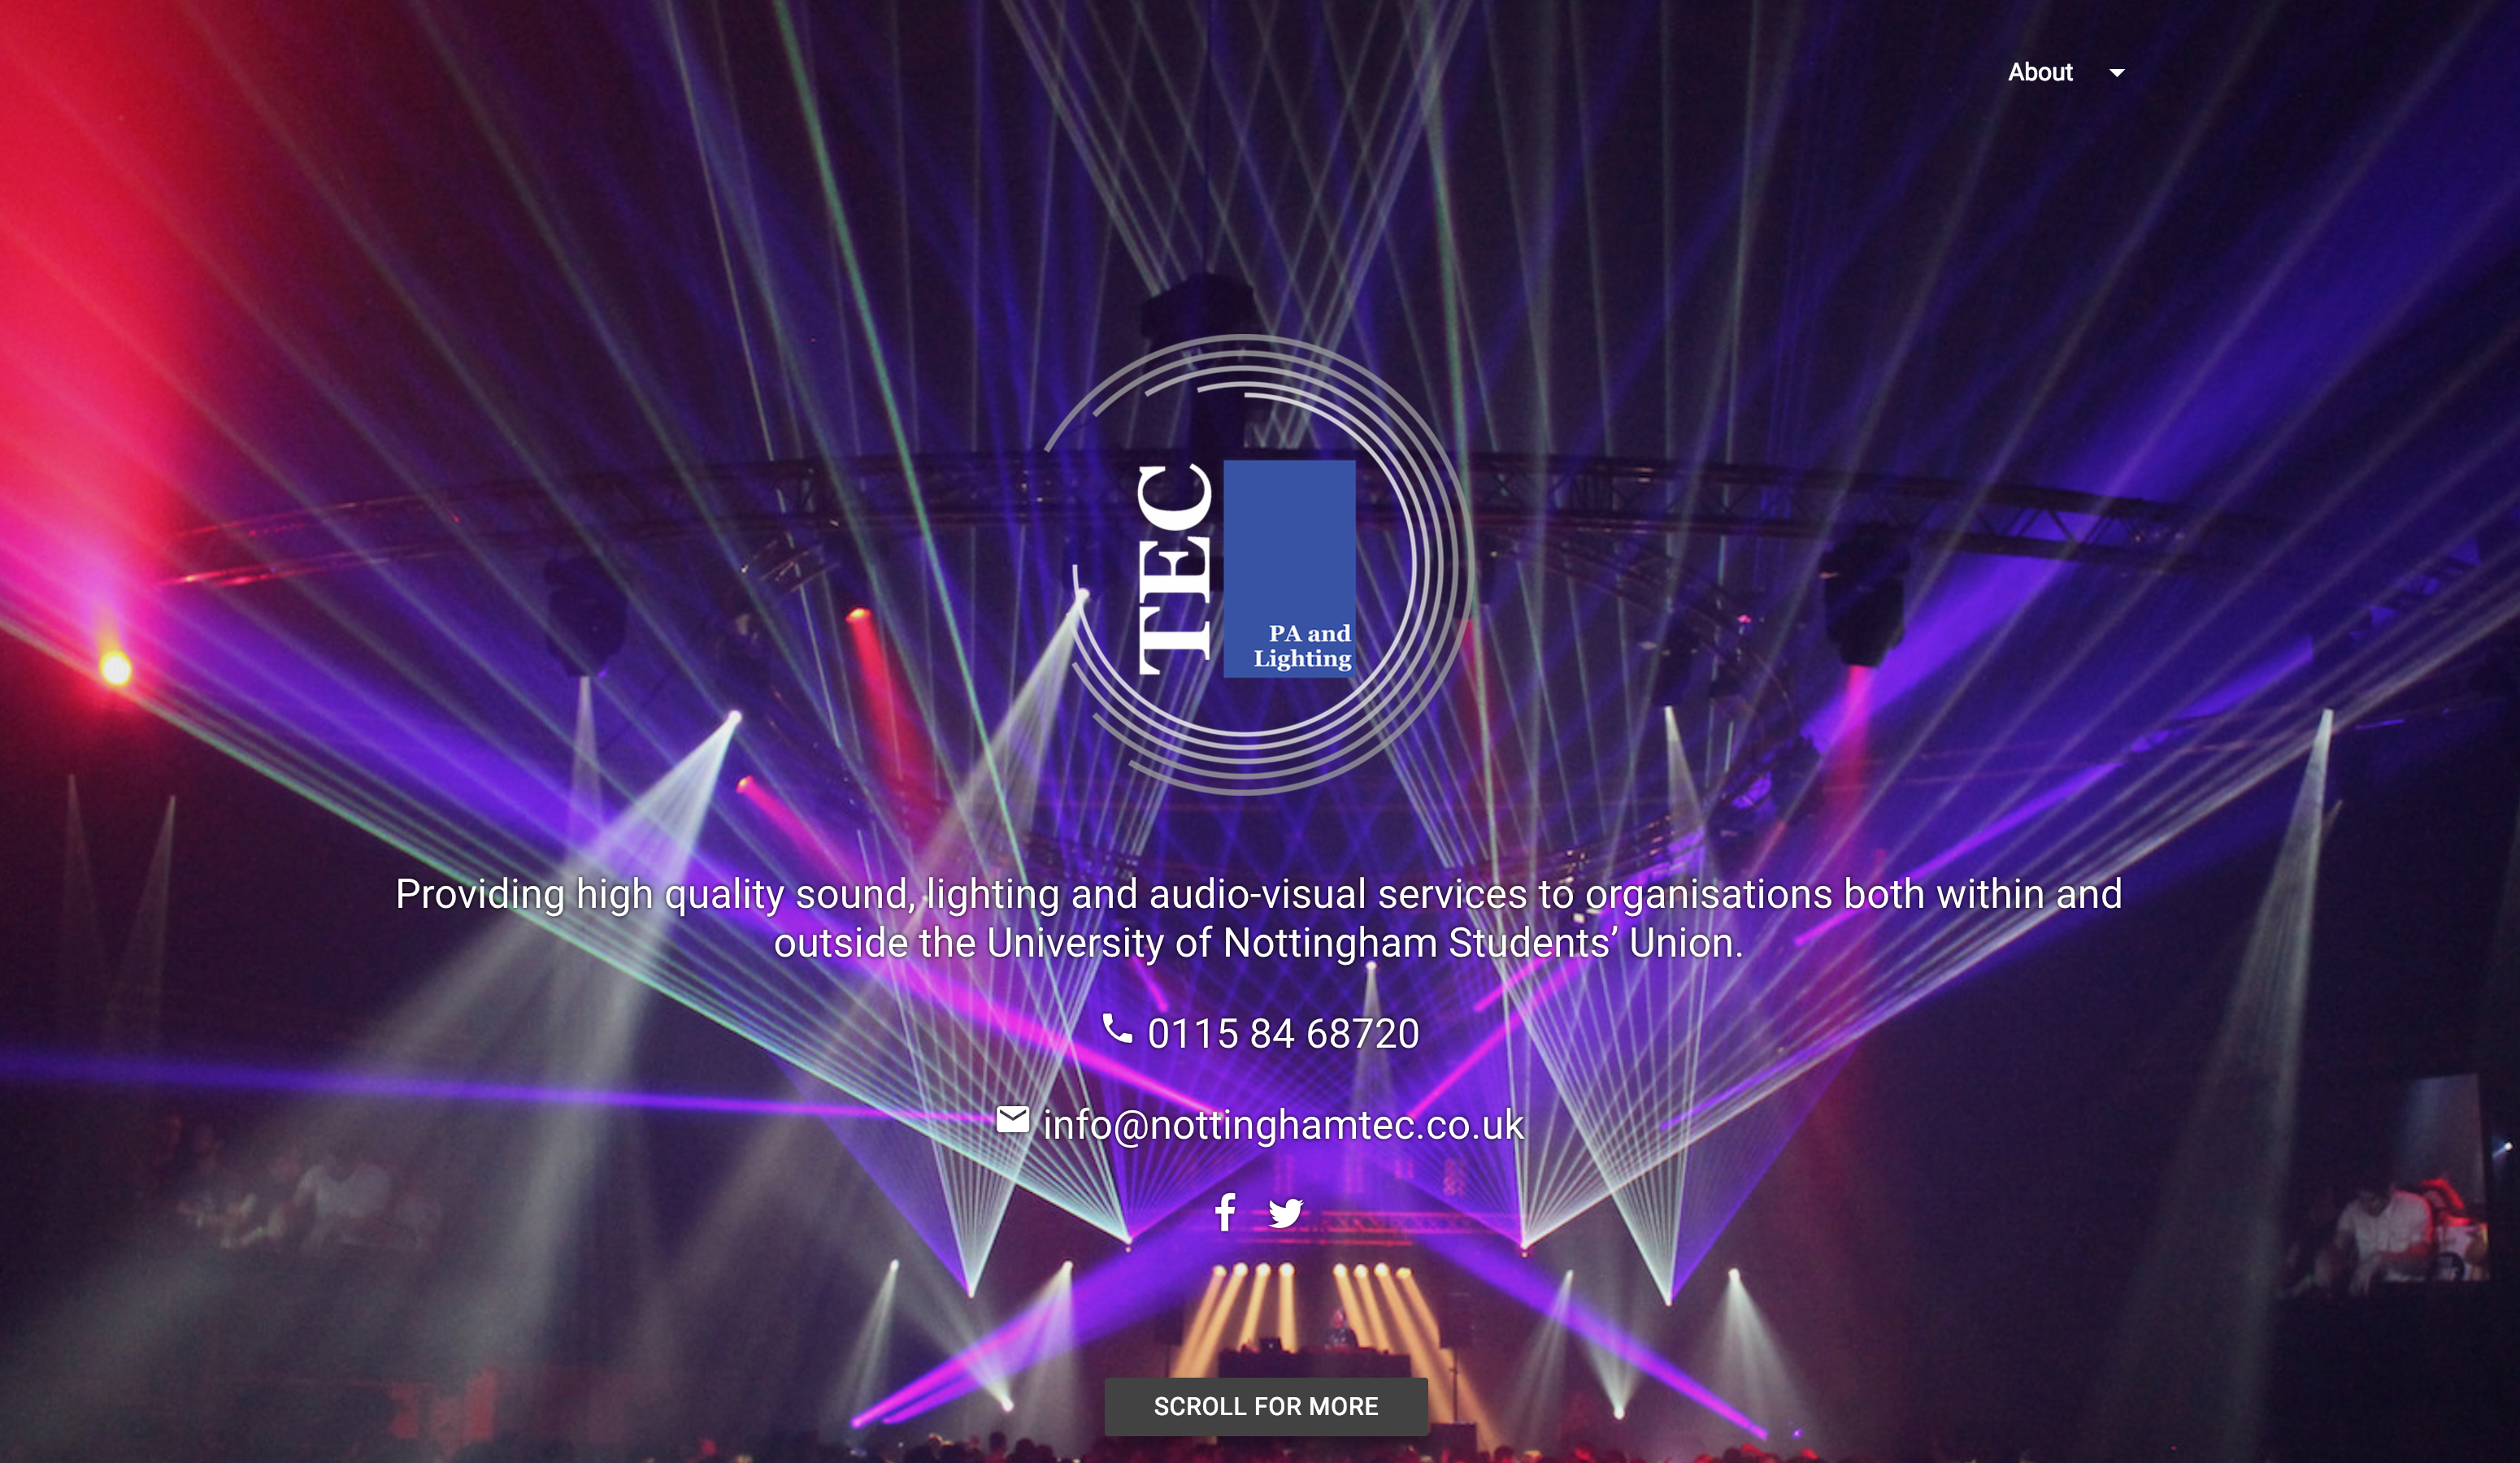 About
TEC
PA and
Lighting
Providing high quality sound, lighting and audio-visual services to organisations both within and
outside the University of Nottingham Students’ Union.
0115 84 68720
info@nottinghamtec.co.uk
SCROLL FOR MORE